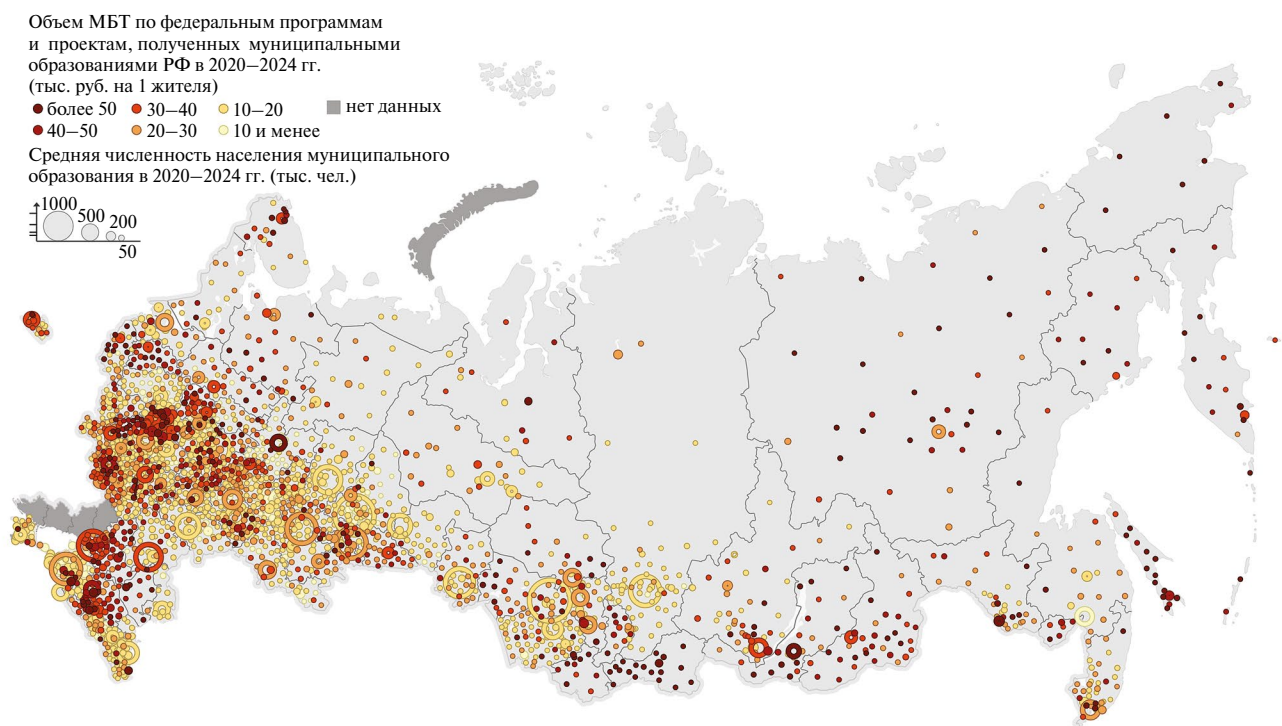 Объем МБТ по федеральным программам
и проектам, полученных муниципальными
образованиями РФ в 2020–2024 гг.
(тыс. руб. на 1 жителя)
более 50 30–40 10–20 нет данных
40–50 20–30 10 и менее
Средняя численность населения муниципального
образования в 2020–2024 гг. (тыс. чел.)
1000 500 200
50